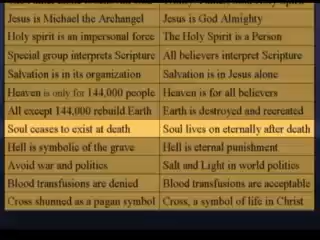 Jesus is Michael the Archangel Jesus is God Almighty
Holy spirit is an impersonal force The Holy Spirit is a Person
Special group interprets Scripture All believers interpret Scripture
Salvation is in its organization Salvation is in Jesus alone
Heaven is only for 144,000 people Heaven is for all believers
All except 144,000 rebuild Earth Earth is destroyed and recreated
Soul ceases to exist at death Soul lives on eternally after death
Hell is symbolic of the grave Hell is eternal punishment
Avoid war and politics Salt and Light in world politics
Blood transfusions are denied Blood transfusions are acceptable
Cross shunned as a pagan symbol Cross, a symbol of life in Christ